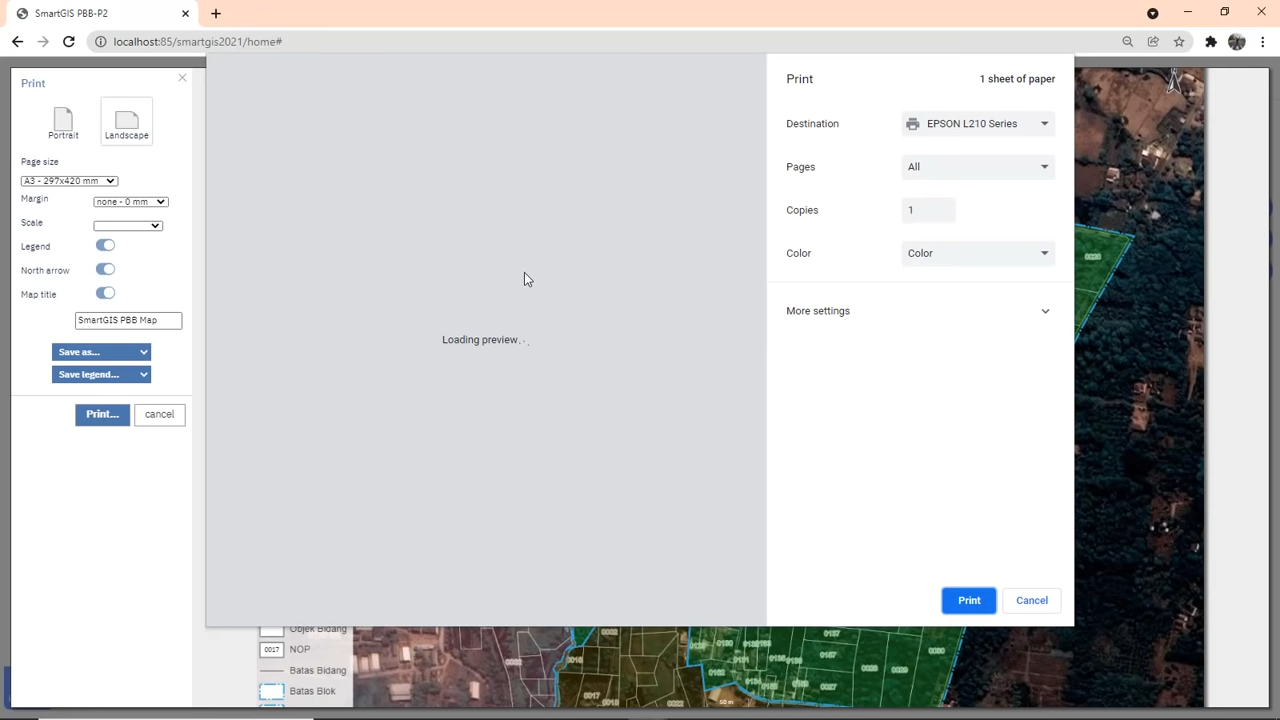 SmartGIS PBB-P2
localhost:85/smartgis2021/home#
Print
Portrait
Landscape
Page size
A3 - 297x420 mm
Margin
none - 0 mm
Scale
Legend
North arrow
Map title
SmartGIS PBB Map
Save as...
Save legend...
Print...
cancel
Loading preview...
Print
1 sheet of paper
Destination
EPSON L210 Series
Pages
All
Copies
1
Color
Color
More settings
Print
Cancel
Objek Bidang
0017
NOP
Batas Bidang
Batas Blok
0017
50 m